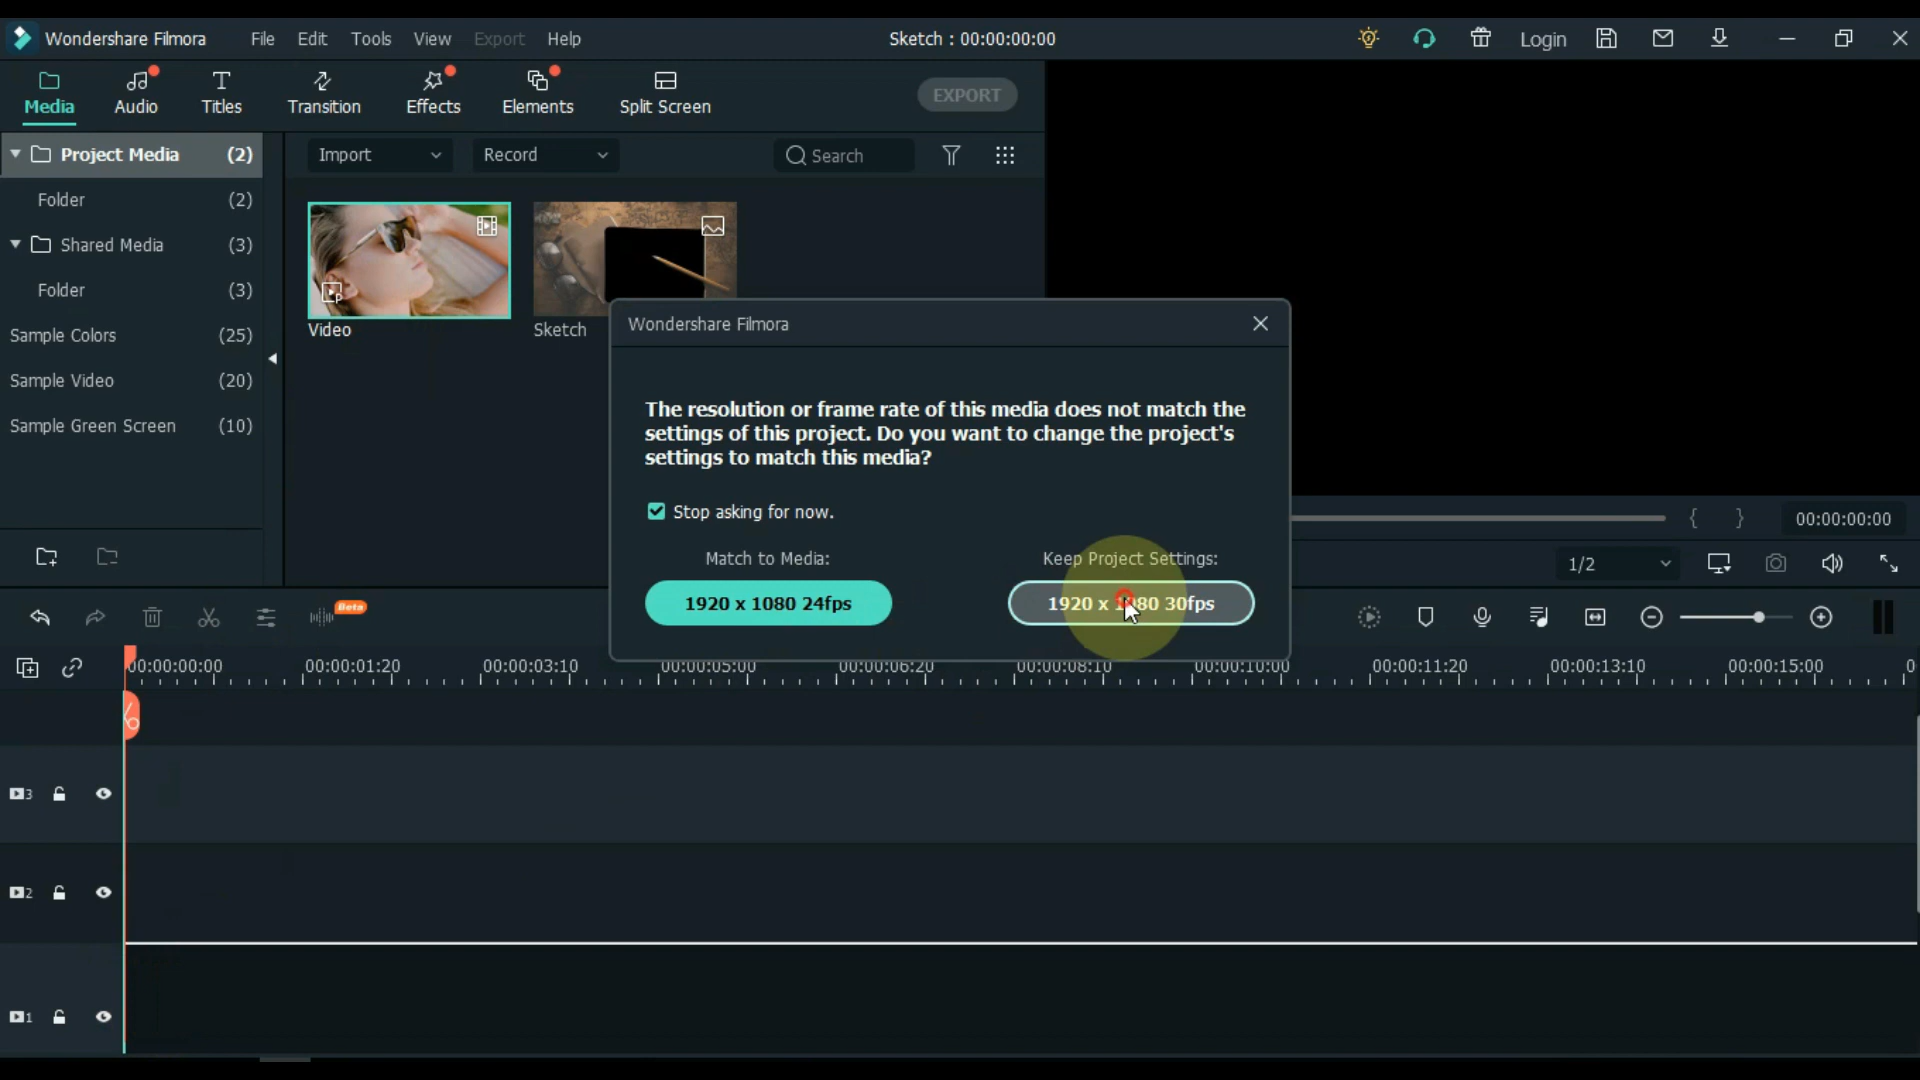 Wondershare Filmora File Edit Tools View Export Help Sketch : 00:00:00:00 Login
Media Audio Titles Transition Effects Elements Split Screen EXPORT
Project Media (2) Import Record Search
Folder (2)
Shared Media (3)
Folder (3)
Video Sketch
Sample Colors (25)
Sample Video (20)
Sample Green Screen (10)
Wondershare Filmora
The resolution or frame rate of this media does not match the
settings of this project. Do you want to change the project's
settings to match this media?
Stop asking for now.
Match to Media: Keep Project Settings:
1920 x 1080 24fps 1920 x 1080 30fps
{ } 00:00:00:00
1/2
Beta
00:00:00:00 00:00:01:20 00:00:03:10 00:00:05:00 00:00:06:20 00:00:08:10 00:00:10:00 00:00:11:20 00:00:13:10 00:00:15:00 0
3
2
1